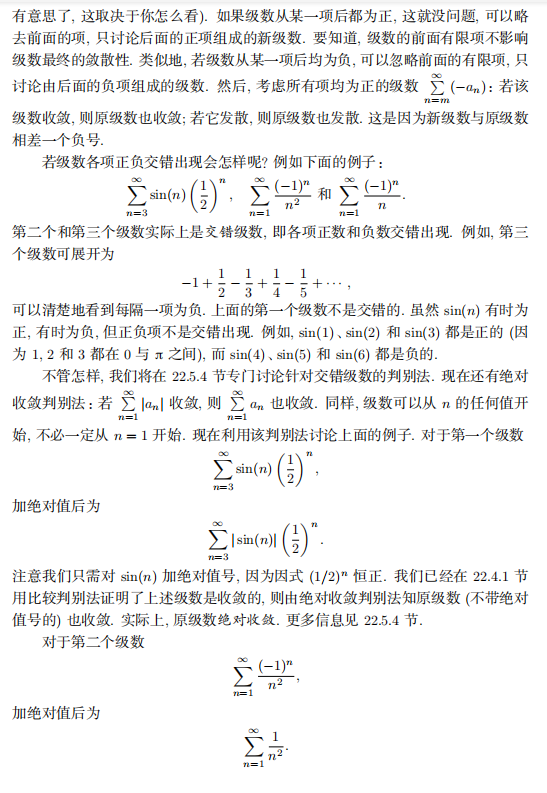 有意思了, 这取决于你怎么看). 如果级数从某一项后都为正, 这就没问题, 可以略
去前面的项, 只讨论后面的正项组成的新级数. 要知道, 级数的前面有限项不影响
级数最终的敛散性. 类似地, 若级数从某一项后均为负, 可以忽略前面的有限项, 只
讨论由后面的负项组成的级数. 然后, 考虑所有项均为正的级数 $\sum_{n=m}^{\infty}(-a_n)$: 若该
级数收敛, 则原级数也收敛; 若它发散, 则原级数也发散. 这是因为新级数与原级数
相差一个负号.
若级数各项正负交错出现会怎样呢? 例如下面的例子:
$\sum_{n=3}^{\infty}\sin(n)\left(\frac{1}{2}\right)^n$, $\sum_{n=1}^{\infty}\frac{(-1)^n}{n^2}$ 和 $\sum_{n=1}^{\infty}\frac{(-1)^n}{n}$.
第二个和第三个级数实际上是交错级数, 即各项正数和负数交错出现. 例如, 第三
个级数可展开为
$-1+\frac{1}{2}-\frac{1}{3}+\frac{1}{4}-\frac{1}{5}+\cdots$,
可以清楚地看到每隔一项为负. 上面的第一个级数不是交错的. 虽然 sin(n) 有时为
正, 有时为负, 但正负项不是交错出现. 例如, sin(1)、sin(2) 和 sin(3) 都是正的 (因
为 1, 2 和 3 都在 0 与 π 之间), 而 sin(4)、sin(5) 和 sin(6) 都是负的.
不管怎样, 我们将在 22.5.4 节专门讨论针对交错级数的判别法. 现在还有绝对
收敛判别法: 若 $\sum_{n=1}^{\infty}|a_n|$ 收敛, 则 $\sum_{n=1}^{\infty}a_n$ 也收敛. 同样, 级数可以从 n 的任何值开
始, 不必一定从 n = 1 开始. 现在利用该判别法讨论上面的例子. 对于第一个级数
$\sum_{n=3}^{\infty}\sin(n)\left(\frac{1}{2}\right)^n$,
加绝对值后为
$\sum_{n=3}^{\infty}|\sin(n)|\left(\frac{1}{2}\right)^n$.
注意我们只需对 sin(n) 加绝对值号, 因为因式 $(1/2)^n$ 恒正. 我们已经在 22.4.1 节
用比较判别法证明了上述级数是收敛的, 则由绝对收敛判别法知原级数 (不带绝对
值号的) 也收敛. 实际上, 原级数绝对收敛. 更多信息见 22.5.4 节.
对于第二个级数
$\sum_{n=1}^{\infty}\frac{(-1)^n}{n^2}$,
加绝对值后为
$\sum_{n=1}^{\infty}\frac{1}{n^2}$.